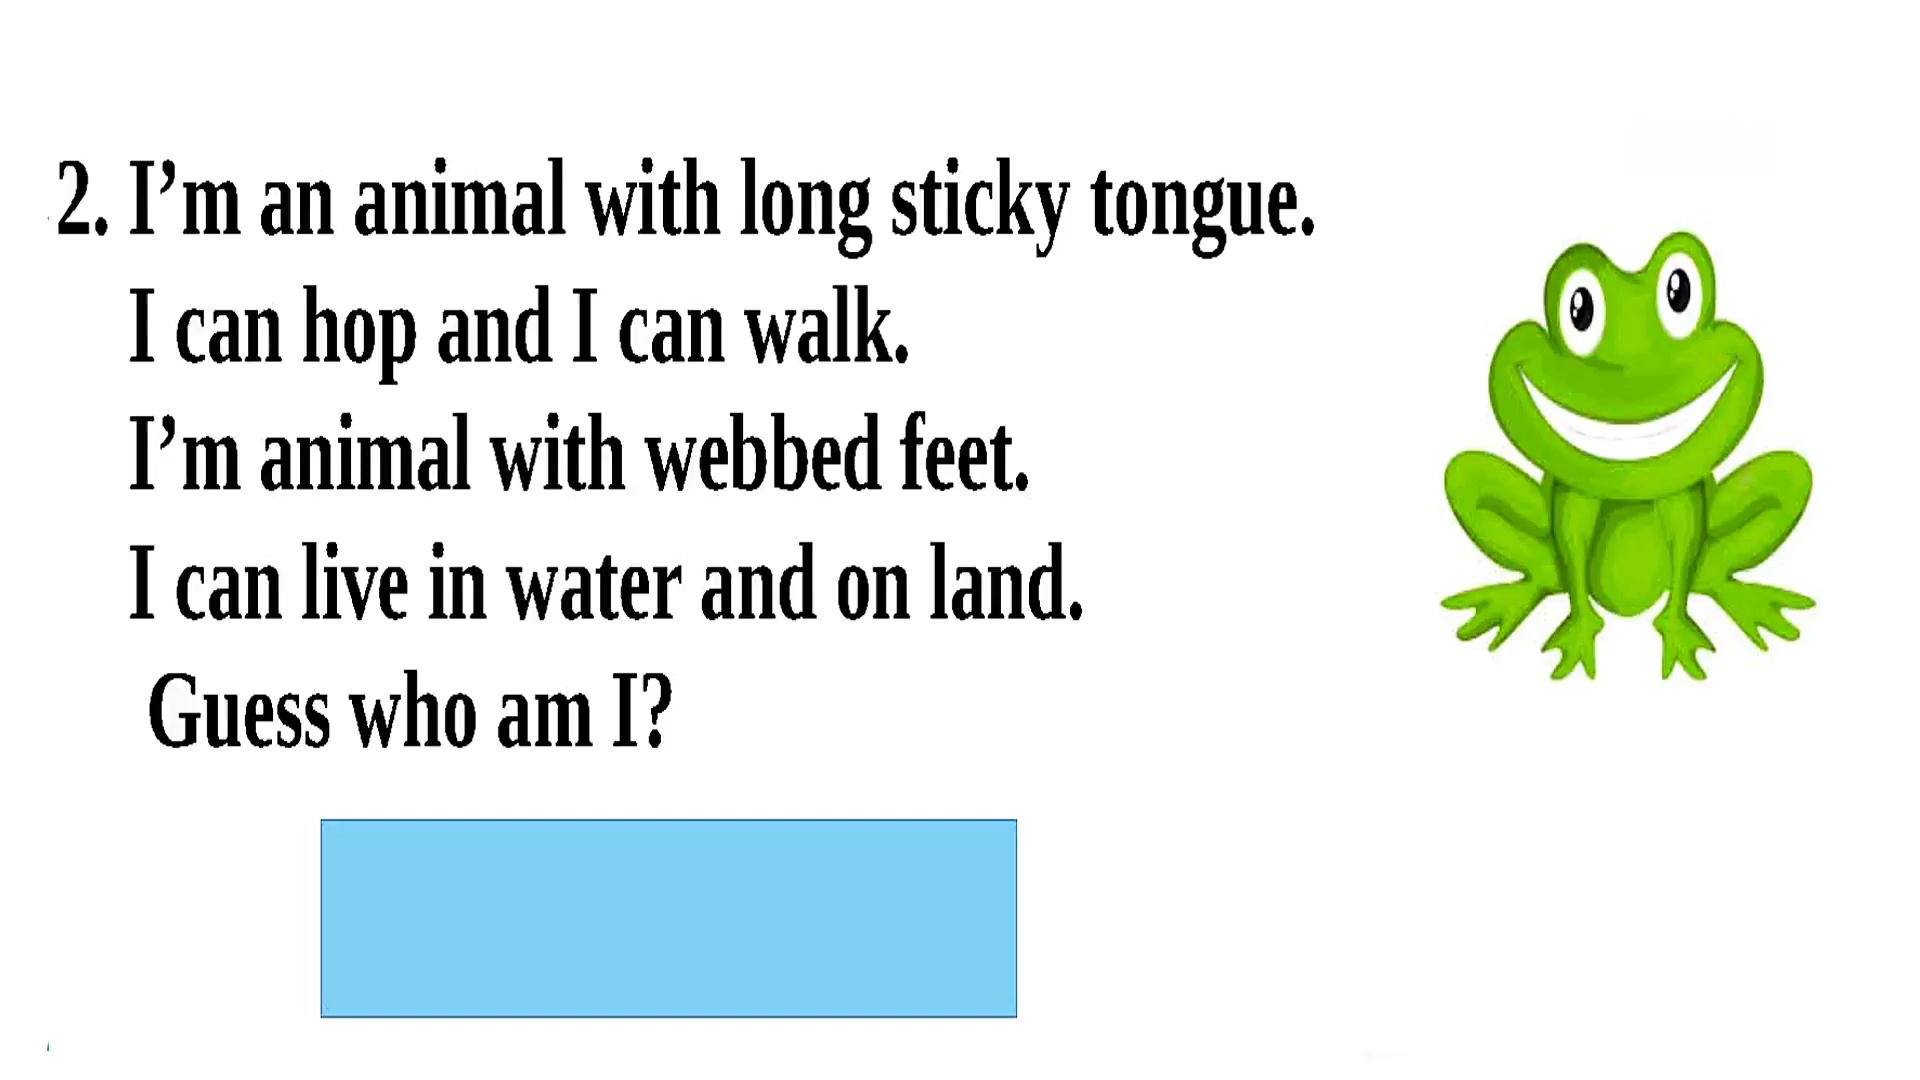 2. I’m an animal with long sticky tongue.
I can hop and I can walk.
I’m animal with webbed feet.
I can live in water and on land.
Guess who am I?